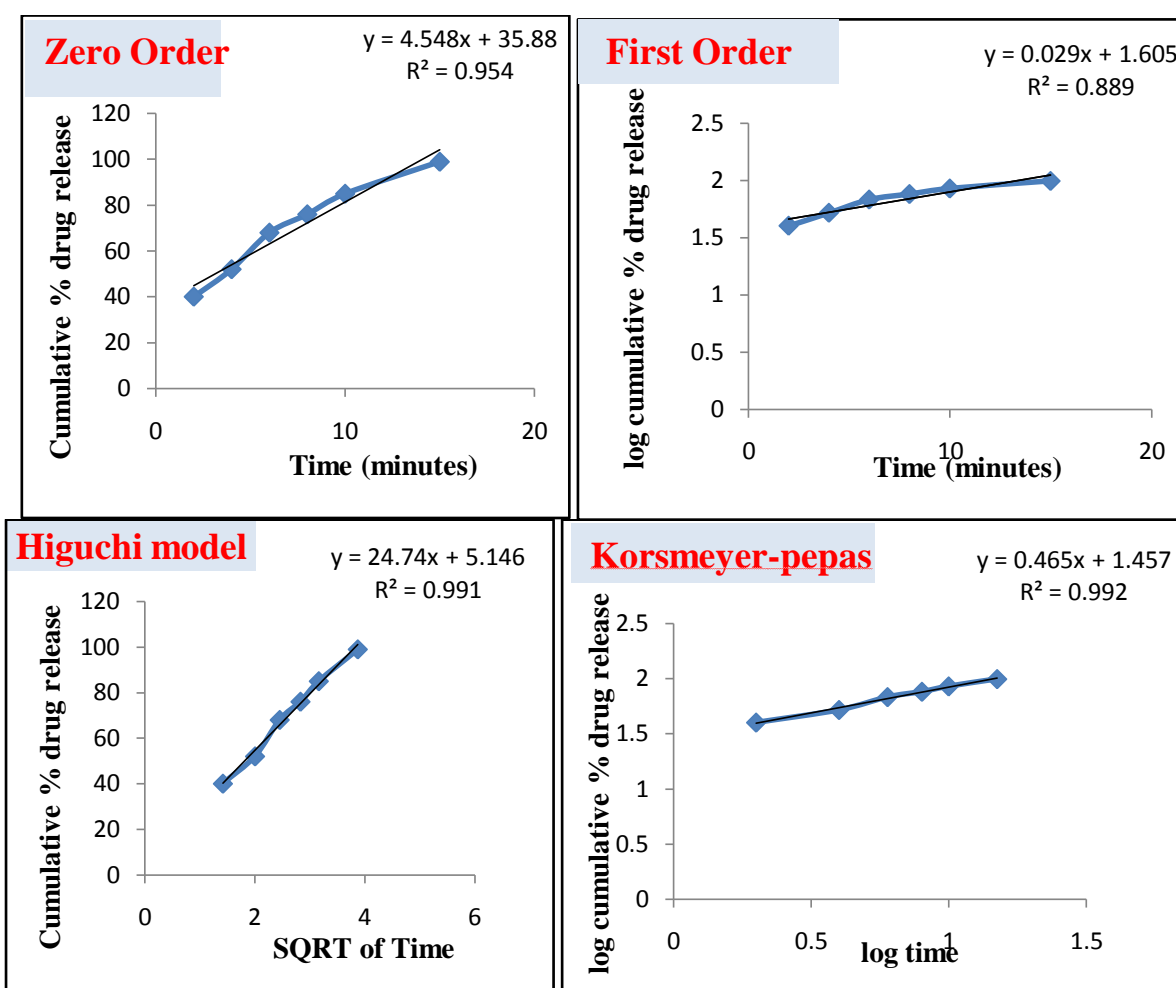 Zero Order
y = 4.548x + 35.88
R² = 0.954
Cumulative % drug release
120
100
80
60
40
20
0
0
10
20
Time (minutes)
First Order
y = 0.029x + 1.605
R² = 0.889
log cumulative % drug release
2.5
2
1.5
1
0.5
0
0
10
20
Time (minutes)
Higuchi model
y = 24.74x + 5.146
R² = 0.991
Cumulative % drug release
120
100
80
60
40
20
0
0
2
4
6
SQRT of Time
Korsmeyer-pepas
y = 0.465x + 1.457
R² = 0.992
log cumulative % drug release
2.5
2
1.5
1
0.5
0
0
0.5
1
1.5
log time